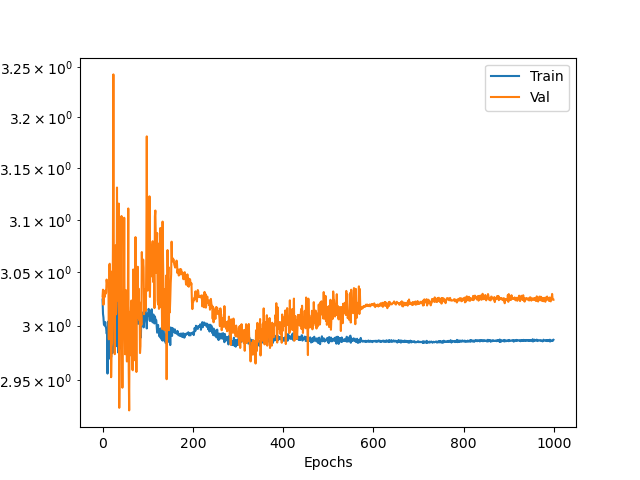 3.25 × 10⁰
3.2 × 10⁰
3.15 × 10⁰
3.1 × 10⁰
3.05 × 10⁰
3 × 10⁰
2.95 × 10⁰
Train
Val
0 200 400 600 800 1000
Epochs